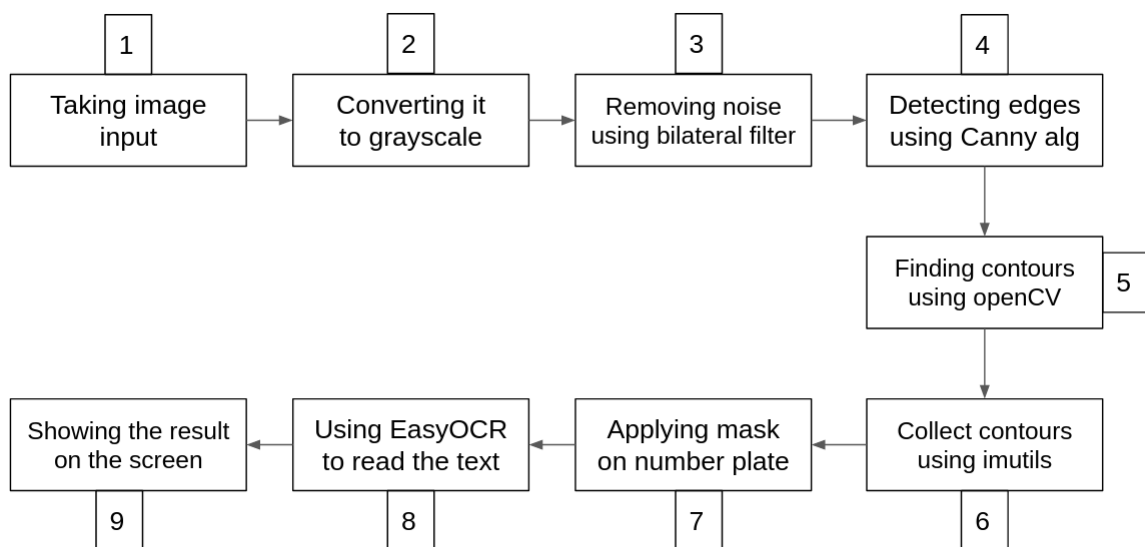 1
Taking image
input
2
Converting it
to grayscale
3
Removing noise
using bilateral filter
4
Detecting edges
using Canny alg
Finding contours
using openCV
5
Collect contours
using imutils
6
Applying mask
on number plate
7
Using EasyOCR
to read the text
8
Showing the result
on the screen
9